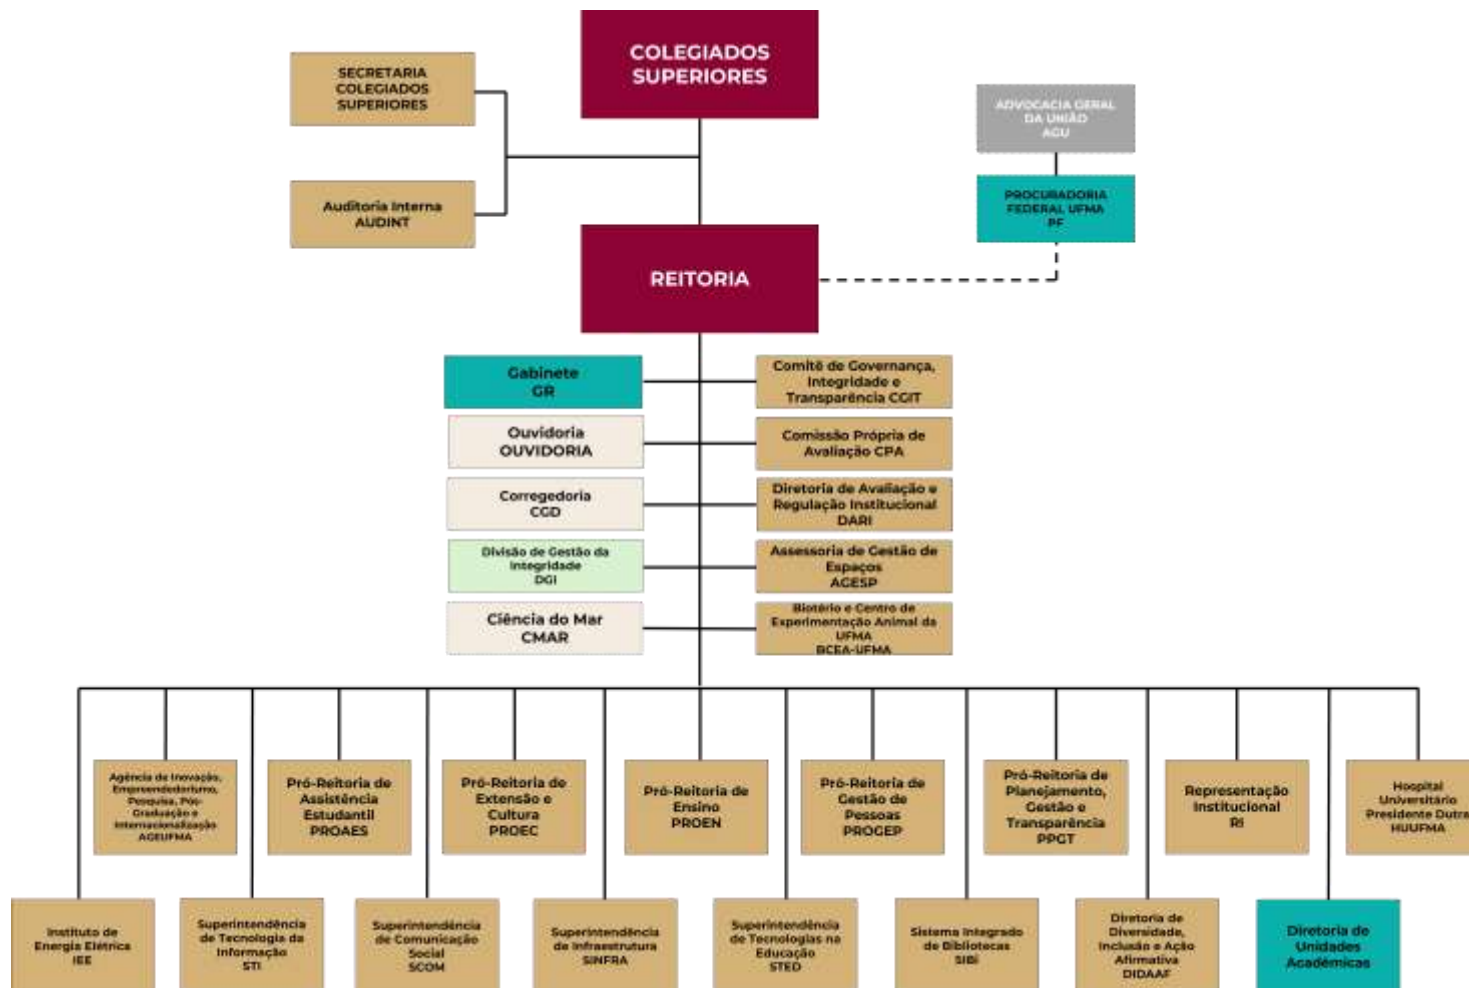 COLEGIADOS
SUPERIORES
SECRETARIA
COLEGIADOS
SUPERIORES
ADVOCACIA GERAL
DA UNIÃO
AGU
Auditoria Interna
AUDINT
PROCURADORIA
FEDERAL UFMA
PF
REITORIA
Gabinete
GR
Comitê de Governança,
Integridade e
Transparência CGIT
Ouvidoria
OUVIDORIA
Comissão Própria de
Avaliação CPA
Corregedoria
CGD
Diretoria de Avaliação e
Regulação Institucional
DARI
Divisão de Gestão da
Integridade
DGI
Assessoria de Gestão de
Espaços
AGESP
Ciência do Mar
CMAR
Biotério e Centro de
Experimentação Animal da
UFMA
BCEA-UFMA
Agência de Inovação,
Empreendedorismo,
Pesquisa, Pós-
Graduação e
Internacionalização
AGEUFMA
Pró-Reitoria de
Assistência
Estudantil
PROAES
Pró-Reitoria de
Extensão e
Cultura
PROEC
Pró-Reitoria de
Ensino
PROEN
Pró-Reitoria de
Gestão de
Pessoas
PROGEP
Pró-Reitoria de
Planejamento,
Gestão e
Transparência
PPGT
Representação
Institucional
RI
Hospital
Universitário
Presidente Dutra
HUUFMA
Instituto de
Energia Elétrica
IEE
Superintendência
de Tecnologia da
Informação
STI
Superintendência
de Comunicação
Social
SCOM
Superintendência
de Infraestrutura
SINFRA
Superintendência
de Tecnologias na
Educação
STED
Sistema Integrado
de Bibliotecas
SIBi
Diretoria de
Diversidade,
Inclusão e Ação
Afirmativa
DIDAAF
Diretoria de
Unidades
Acadêmicas